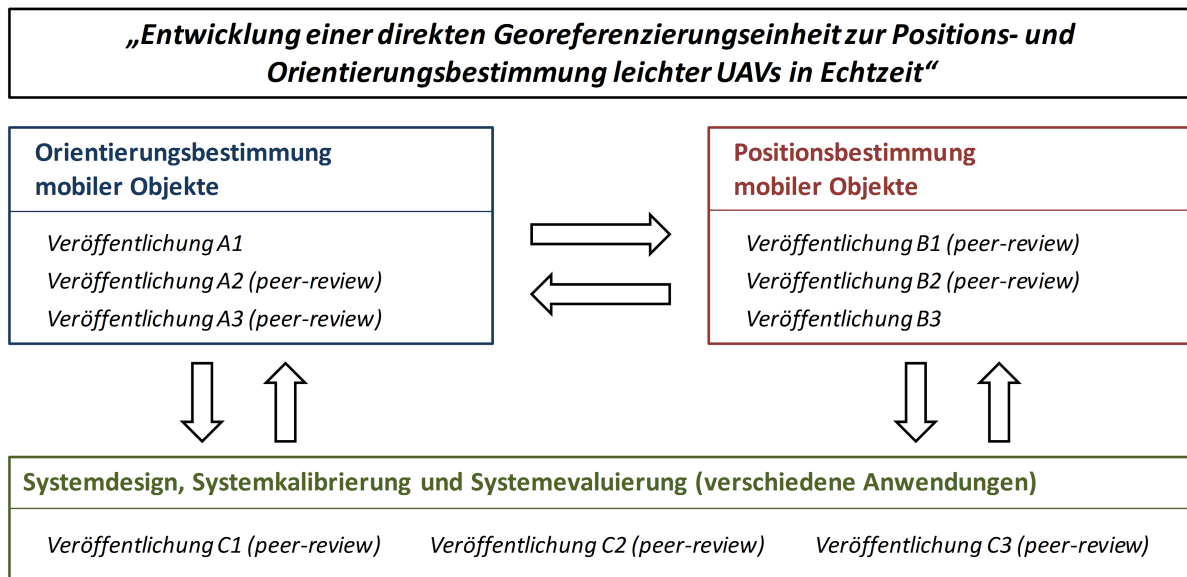 „Entwicklung einer direkten Georeferenzierungseinheit zur Positions- und
Orientierungsbestimmung leichter UAVs in Echtzeit“
Orientierungsbestimmung
mobiler Objekte
Veröffentlichung A1
Veröffentlichung A2 (peer-review)
Veröffentlichung A3 (peer-review)
Positionsbestimmung
mobiler Objekte
Veröffentlichung B1 (peer-review)
Veröffentlichung B2 (peer-review)
Veröffentlichung B3
Systemdesign, Systemkalibrierung und Systemevaluierung (verschiedene Anwendungen)
Veröffentlichung C1 (peer-review) Veröffentlichung C2 (peer-review) Veröffentlichung C3 (peer-review)